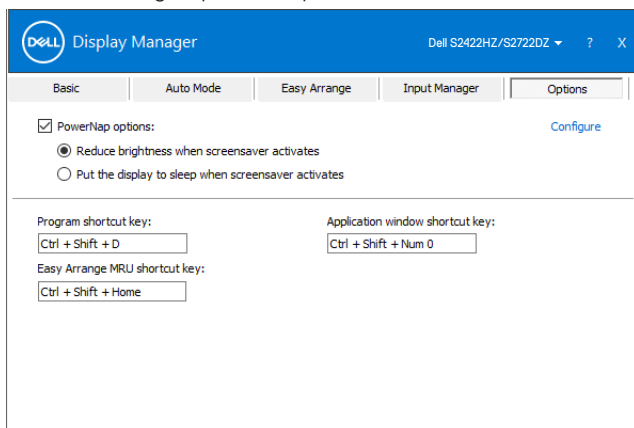 DELL Display Manager Dell S2422HZ/S2722DZ ? X
Basic Auto Mode Easy Arrange Input Manager Options
PowerNap options: Configure
Reduce brightness when screensaver activates
Put the display to sleep when screensaver activates
Program shortcut key: Application window shortcut key:
Ctrl + Shift + D Ctrl + Shift + Num 0
Easy Arrange MRU shortcut key:
Ctrl + Shift + Home